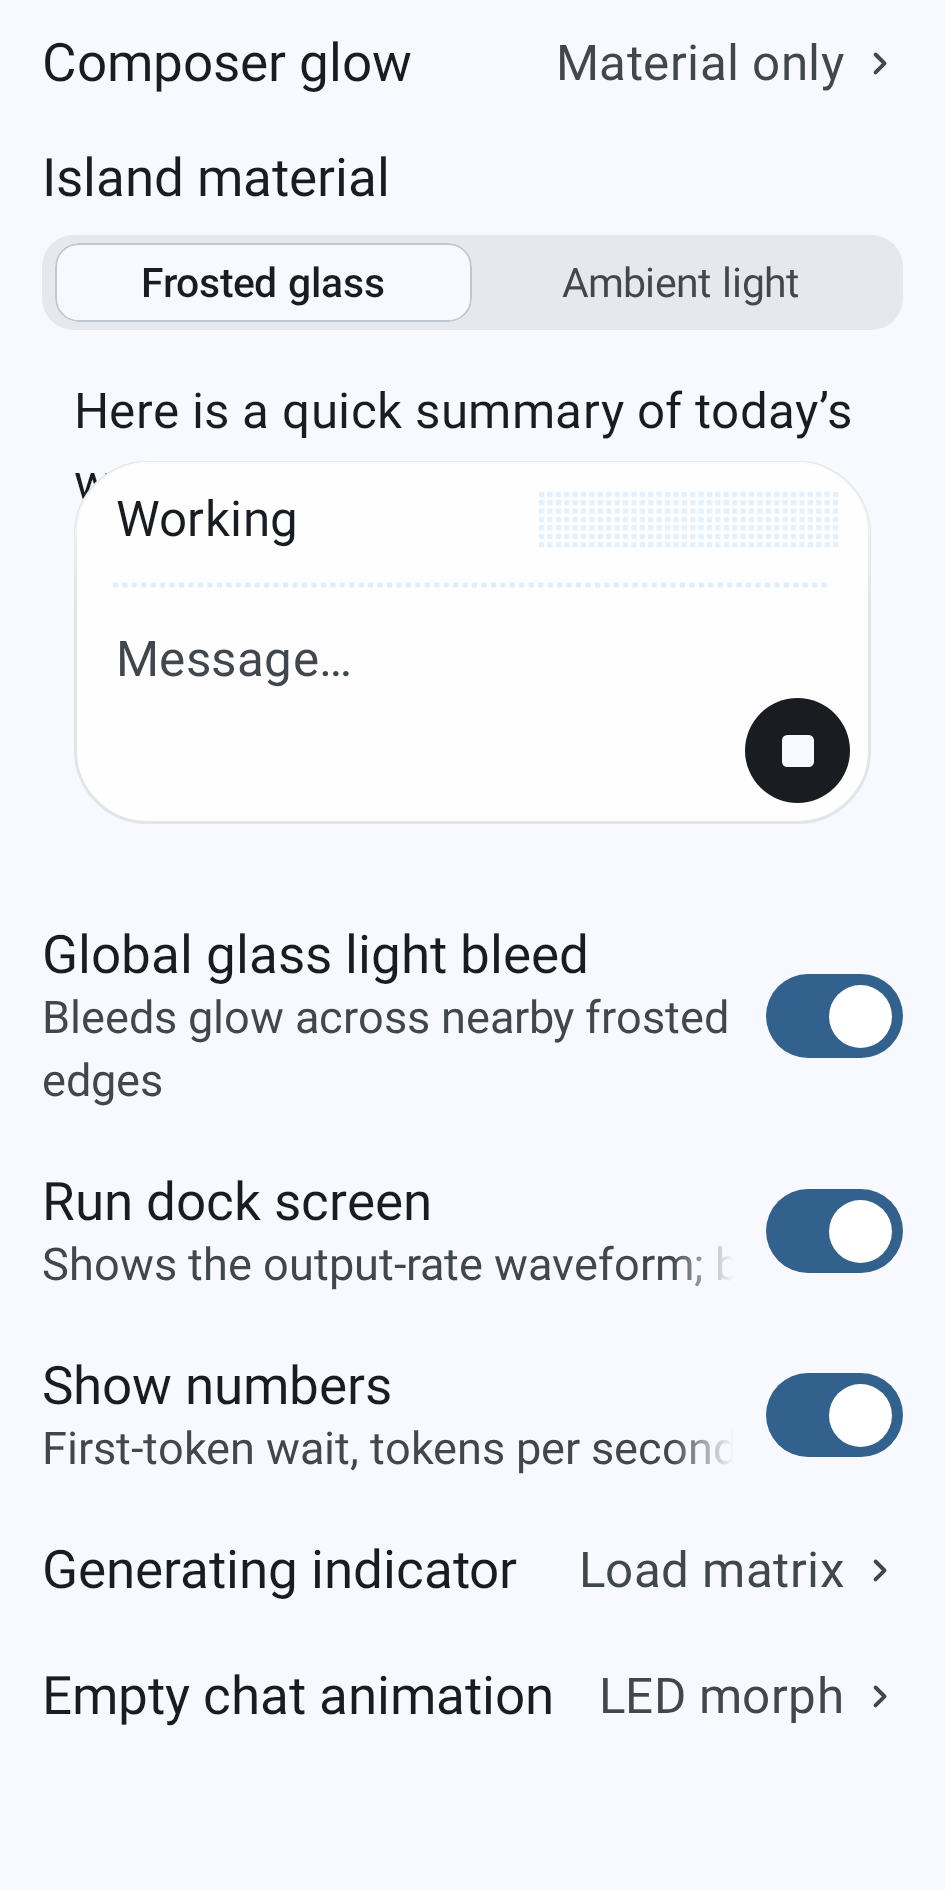 Composer glow Material only
Island material
Frosted glass Ambient light
Here is a quick summary of today’s
Working
Message…
Global glass light bleed
Bleeds glow across nearby frosted
edges
Run dock screen
Shows the output-rate waveform;
Show numbers
First-token wait, tokens per second
Generating indicator Load matrix
Empty chat animation LED morph